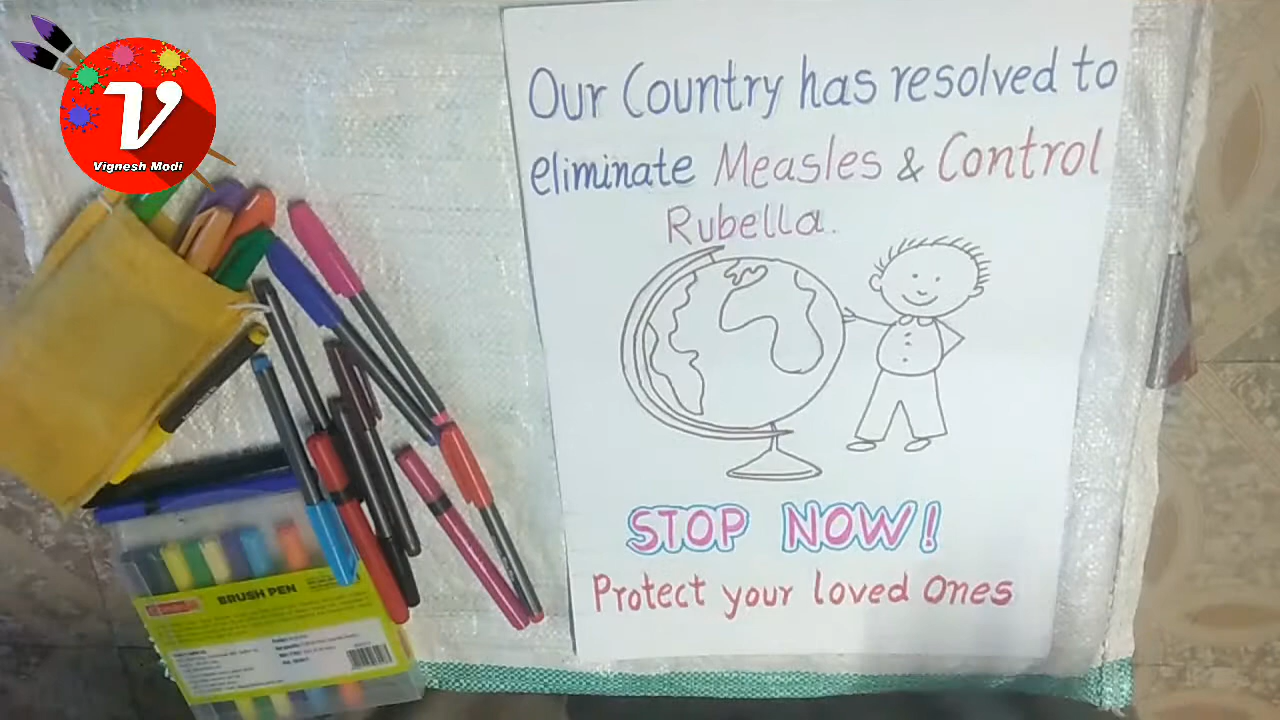 V
Vignesh Modi
Our Country has resolved to
eliminate Measles & Control
Rubella.
STOP NOW!
Protect your loved Ones
BRUSH PEN